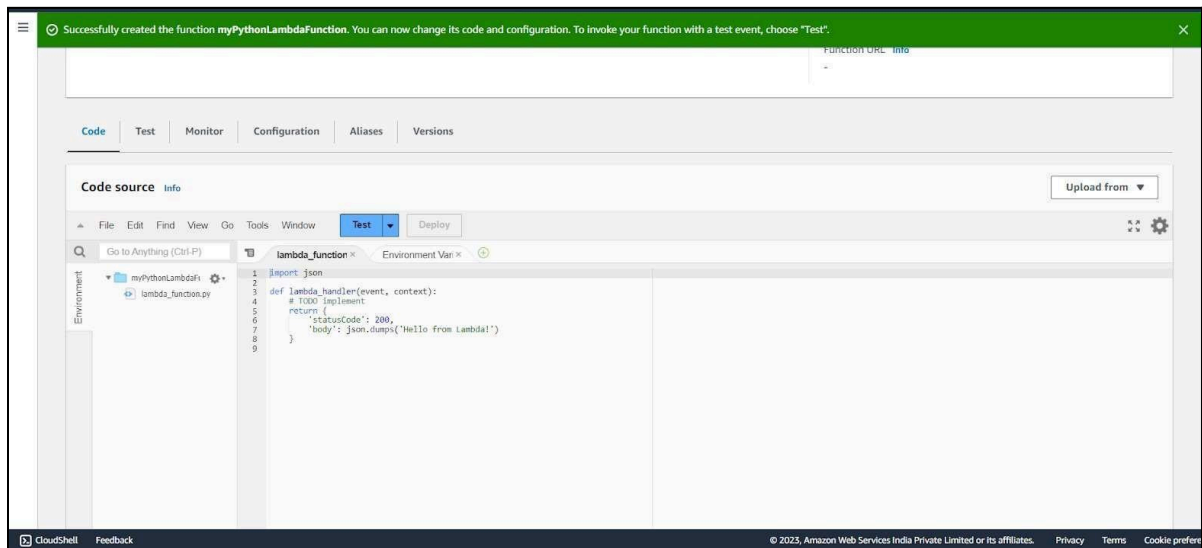 Successfully created the function myPythonLambdaFunction. You can now change its code and configuration. To invoke your function with a test event, choose "Test".
Function URL Info
-
Code Test Monitor Configuration Aliases Versions
Code source Info
Upload from
File Edit Find View Go Tools Window Test Deploy
Go to Anything (Ctrl-P)
lambda_function × Environment Vari ×
Environment
myPythonLambdaFu
lambda_function.py
1 import json
2
3 def lambda_handler(event, context):
4 # TODO implement
5 return {
6 'statusCode': 200,
7 'body': json.dumps('Hello from Lambda!')
8 }
9
CloudShell Feedback
© 2023, Amazon Web Services India Private Limited or its affiliates. Privacy Terms Cookie prefere